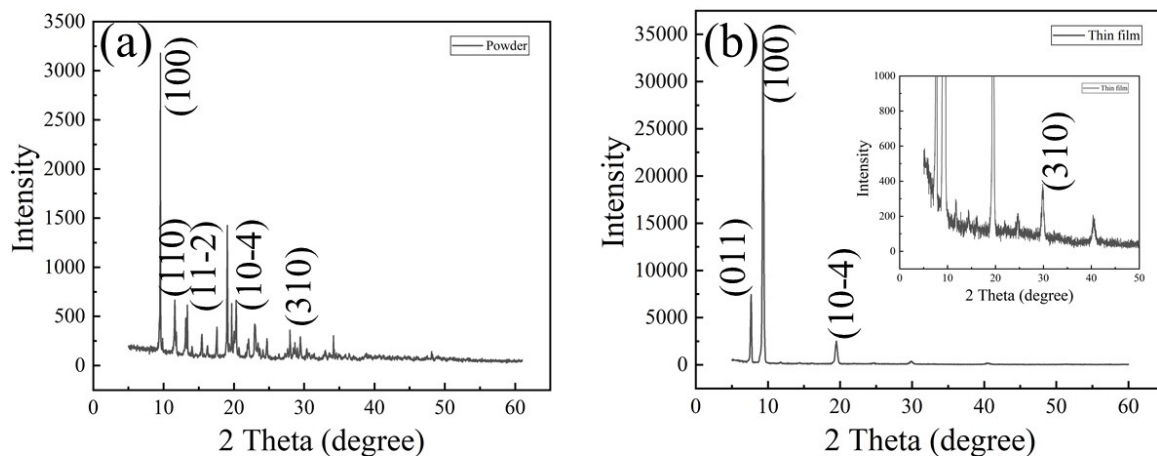 (a)
Powder
3500
3000
2500
2000
1500
1000
500
0
Intensity
(100)
(110)
(11-2)
(10-4)
(310)
0 10 20 30 40 50 60
2 Theta (degree)
(b)
Thin film
35000
30000
25000
20000
15000
10000
5000
0
Intensity
(011)
(100)
(10-4)
0 10 20 30 40 50 60
2 Theta (degree)
Thin film
1000
800
600
400
200
0
Intensity
(310)
0 10 20 30 40 50
2 Theta (degree)